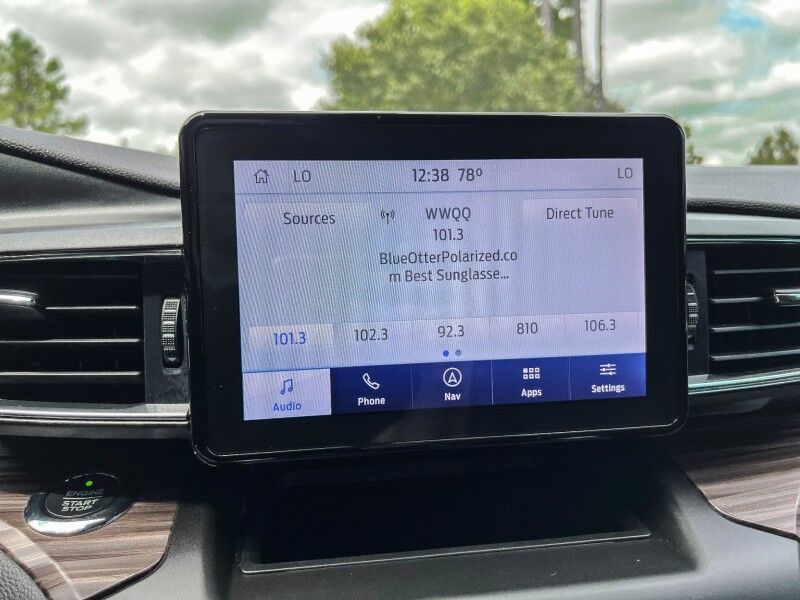 LO 12:38 78° LO
Sources WWQQ Direct Tune
101.3
BlueOtterPolarized.co
m Best Sunglasse...
101.3 102.3 92.3 810 106.3
Audio Phone Nav Apps Settings
ENGINE
START
STOP